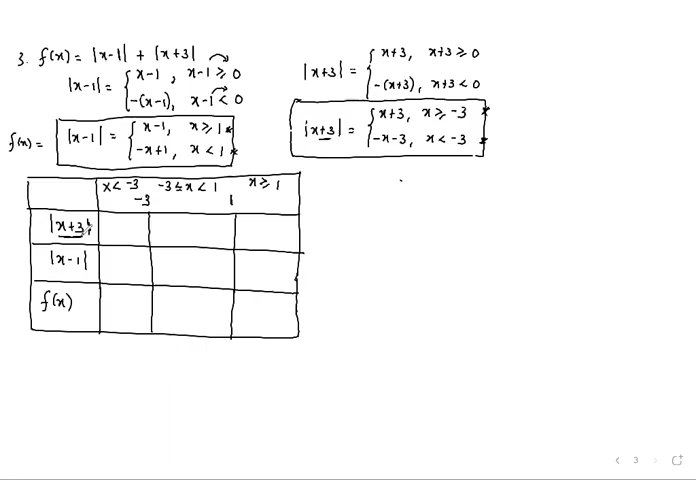 3. f(x) = |x-1| + |x+3|
|x-1| = { x-1 , x-1 ≥ 0
-(x-1), x-1 < 0
f(x) = |x-1| = { x-1, x ≥ 1 *
-x+1, x < 1 *
|x+3| = { x+3, x+3 ≥ 0
-(x+3), x+3 < 0
|x+3| = { x+3, x ≥ -3 *
-x-3, x < -3 *
x < -3 -3 ≤ x < 1 x ≥ 1
-3 1
|x+3|
|x-1|
f(x)
3